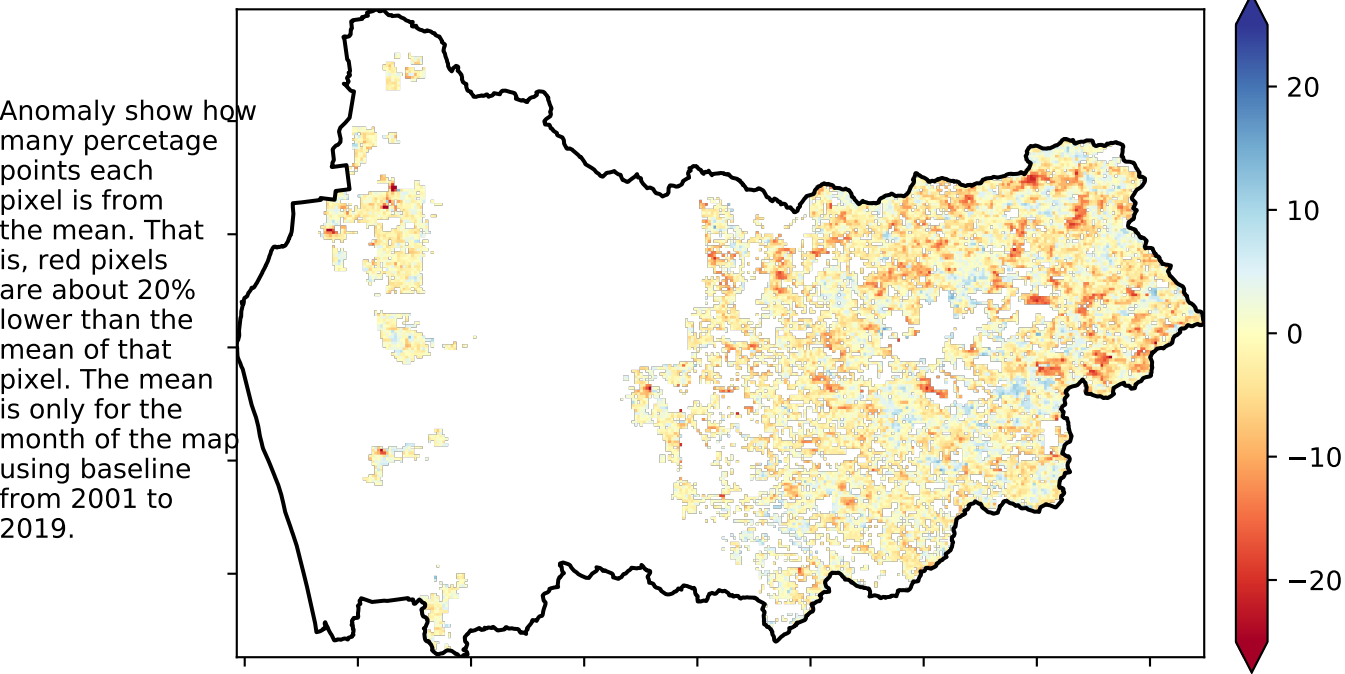 Anomaly show how
many percetage
points each
pixel is from
the mean. That
is, red pixels
are about 20%
lower than the
mean of that
pixel. The mean
is only for the
month of the map
using baseline
from 2001 to
2019.
20
10
0
−10
−20